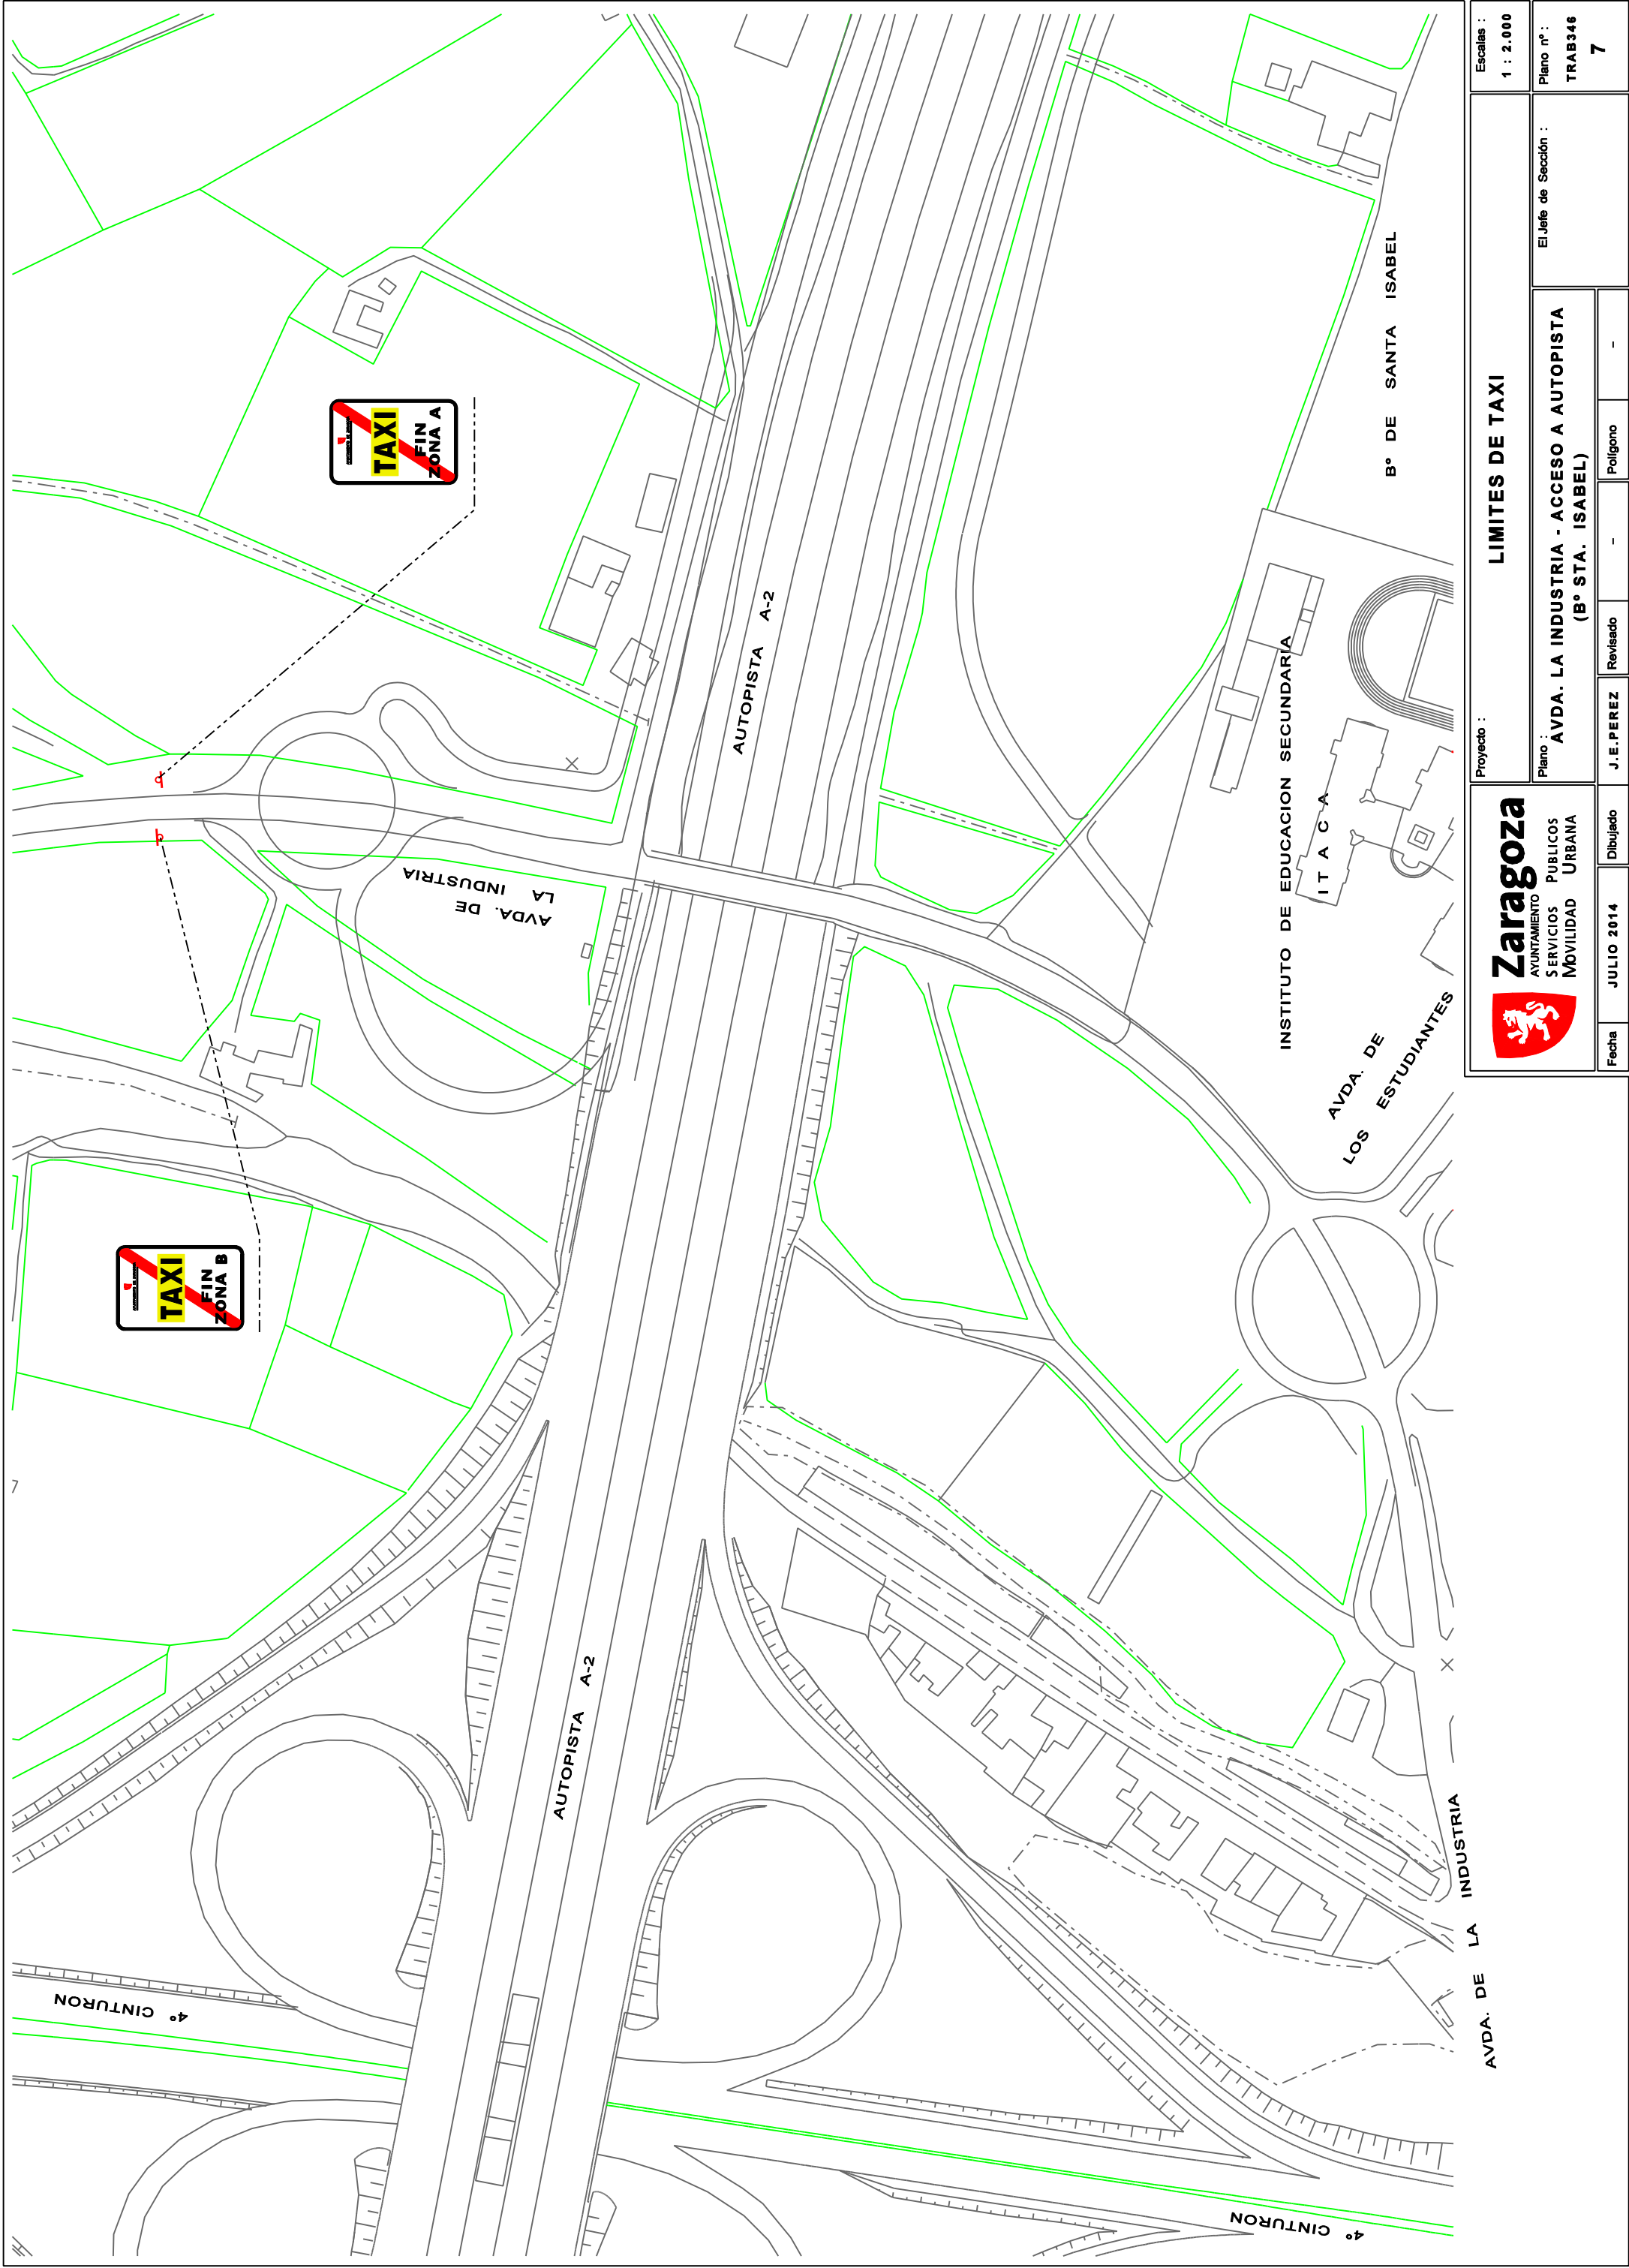 TAXI
FIN
ZONA B
TAXI
FIN
ZONA A
AVDA. DE
LA INDUSTRIA
AUTOPISTA A-2
AUTOPISTA A-2
4º CINTURON
4º CINTURON
Bº DE SANTA ISABEL
INSTITUTO DE EDUCACION SECUNDARIA
ITACA
AVDA. DE
LOS ESTUDIANTES
AVDA. DE LA INDUSTRIA
Zaragoza
AYUNTAMIENTO
SERVICIOS PUBLICOS
MOVILIDAD URBANA
Proyecto :
LIMITES DE TAXI
Escalas :
1 : 2.000
Plano :
AVDA. LA INDUSTRIA - ACCESO A AUTOPISTA
(Bº STA. ISABEL)
El Jefe de Sección :
Plano nº :
TRAB346
7
Fecha
JULIO 2014
Dibujado
J.E.PEREZ
Revisado
-
Polígono
-